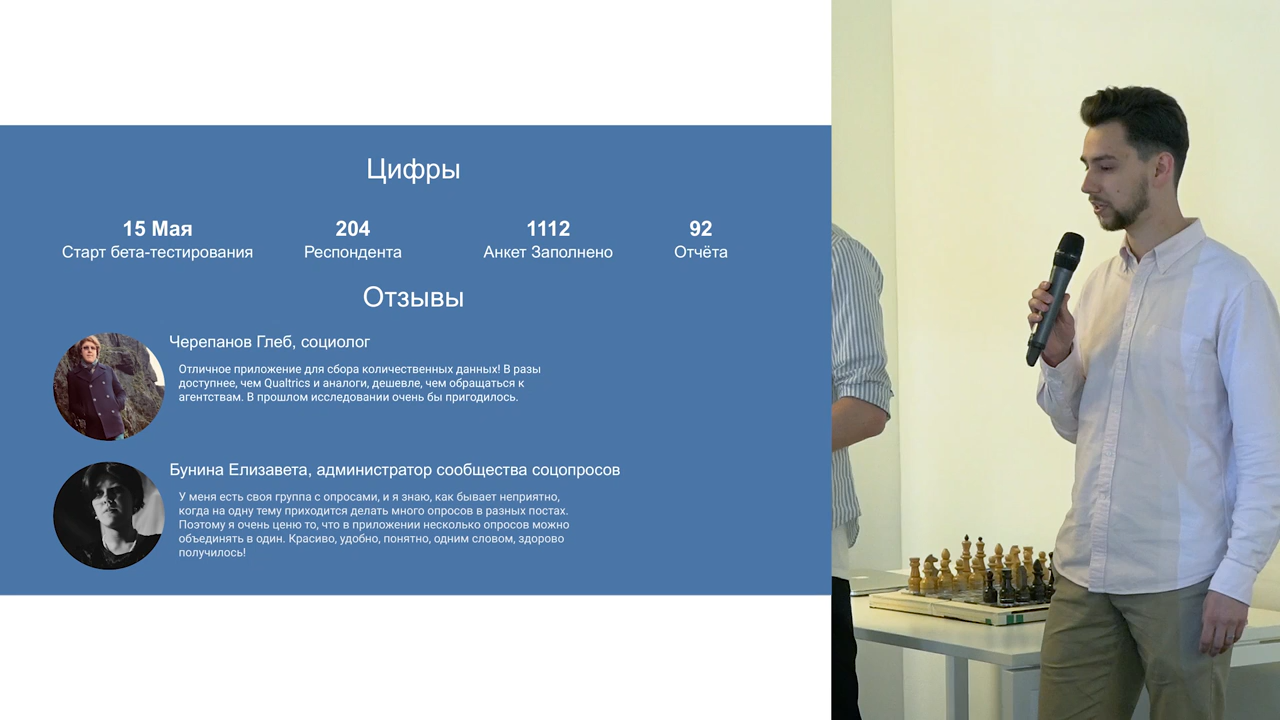 Цифры
15 Мая
Старт бета-тестирования
204
Респондента
1112
Анкет Заполнено
92
Отчёта
Отзывы
Черепанов Глеб, социолог
Отличное приложение для сбора количественных данных! В разы
доступнее, чем Qualtrics и аналоги, дешевле, чем обращаться к
агентствам. В прошлом исследовании очень бы пригодилось.
Бунина Елизавета, администратор сообщества соцопросов
У меня есть своя группа с опросами, и я знаю, как бывает неприятно,
когда на одну тему приходится делать много опросов в разных постах.
Поэтому я очень ценю то, что в приложении несколько опросов можно
объединять в один. Красиво, удобно, понятно, одним словом, здорово
получилось!